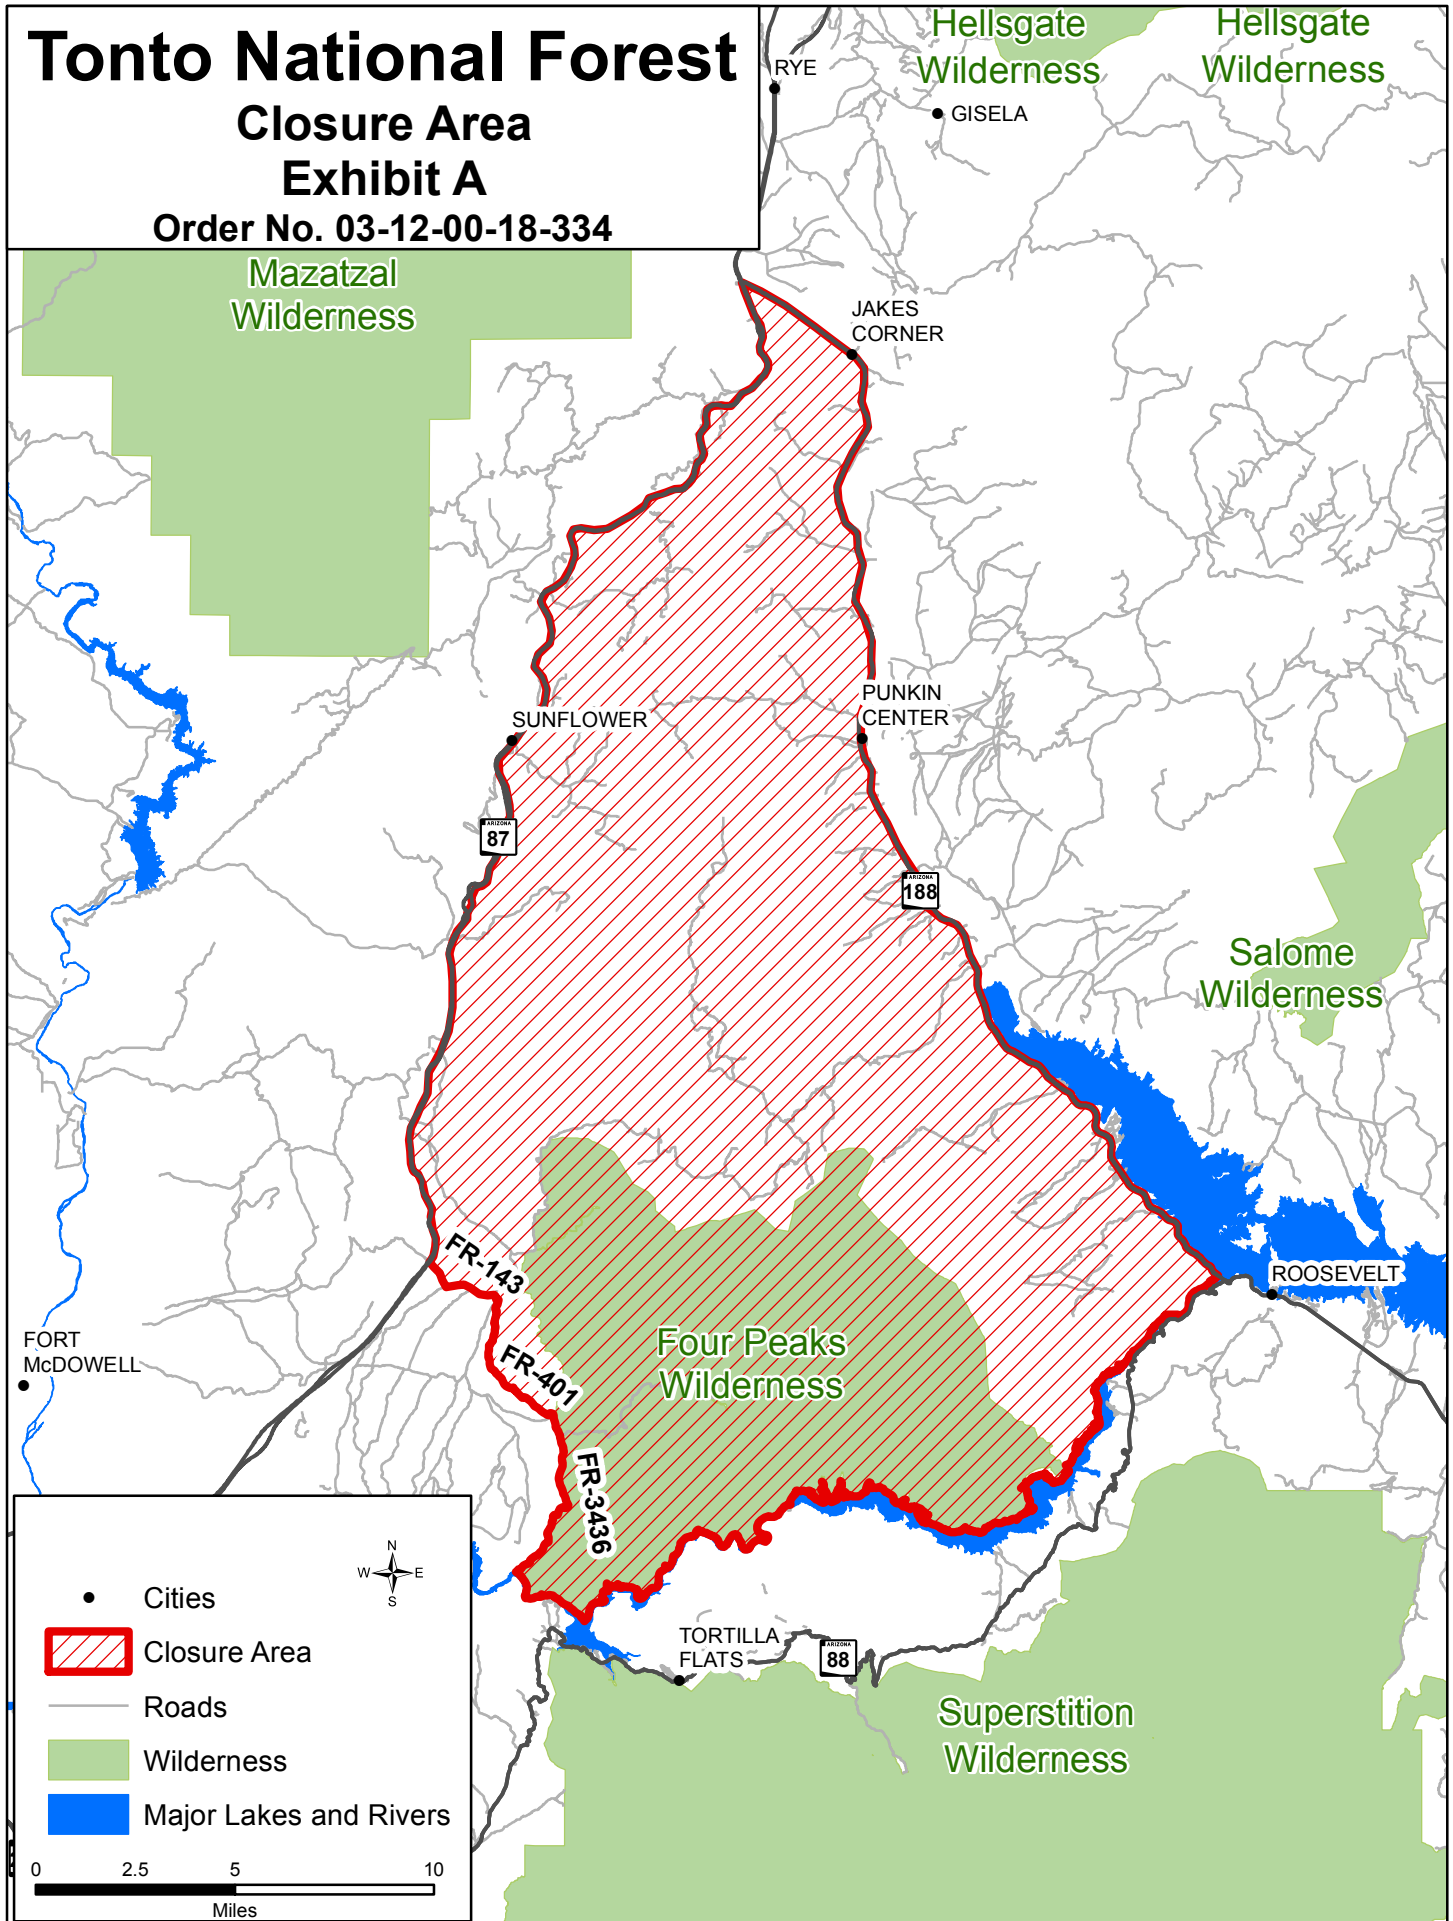 Tonto National Forest
Closure Area
Exhibit A
Order No. 03-12-00-18-334
Hellsgate
Wilderness
Hellsgate
Wilderness
RYE
GISELA
Mazatzal
Wilderness
JAKES
CORNER
PUNKIN
CENTER
SUNFLOWER
ARIZONA
87
ARIZONA
188
Salome
Wilderness
FR-143
ROOSEVELT
FORT
McDOWELL
Four Peaks
Wilderness
FR-401
FR-3436
TORTILLA
FLATS
ARIZONA
88
Superstition
Wilderness
N
W E
S
Cities
Closure Area
Roads
Wilderness
Major Lakes and Rivers
0 2.5 5 10
Miles